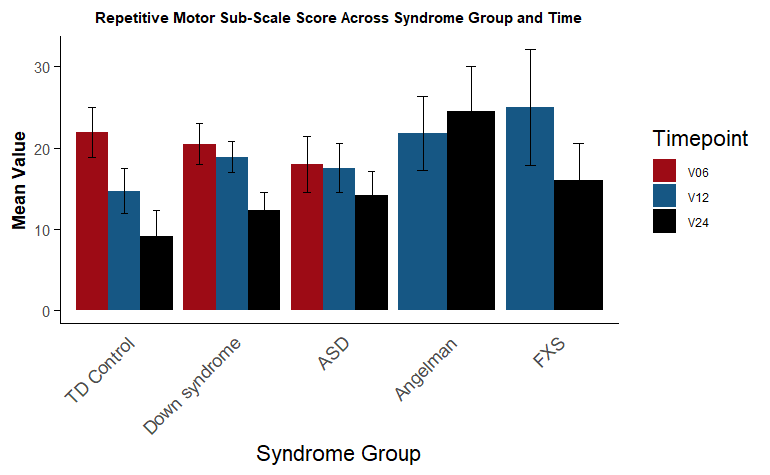 Repetitive Motor Sub-Scale Score Across Syndrome Group and Time
30
20
10
0
Mean Value
TD Control
Down syndrome
ASD
Angelman
FXS
Syndrome Group
Timepoint
V06
V12
V24